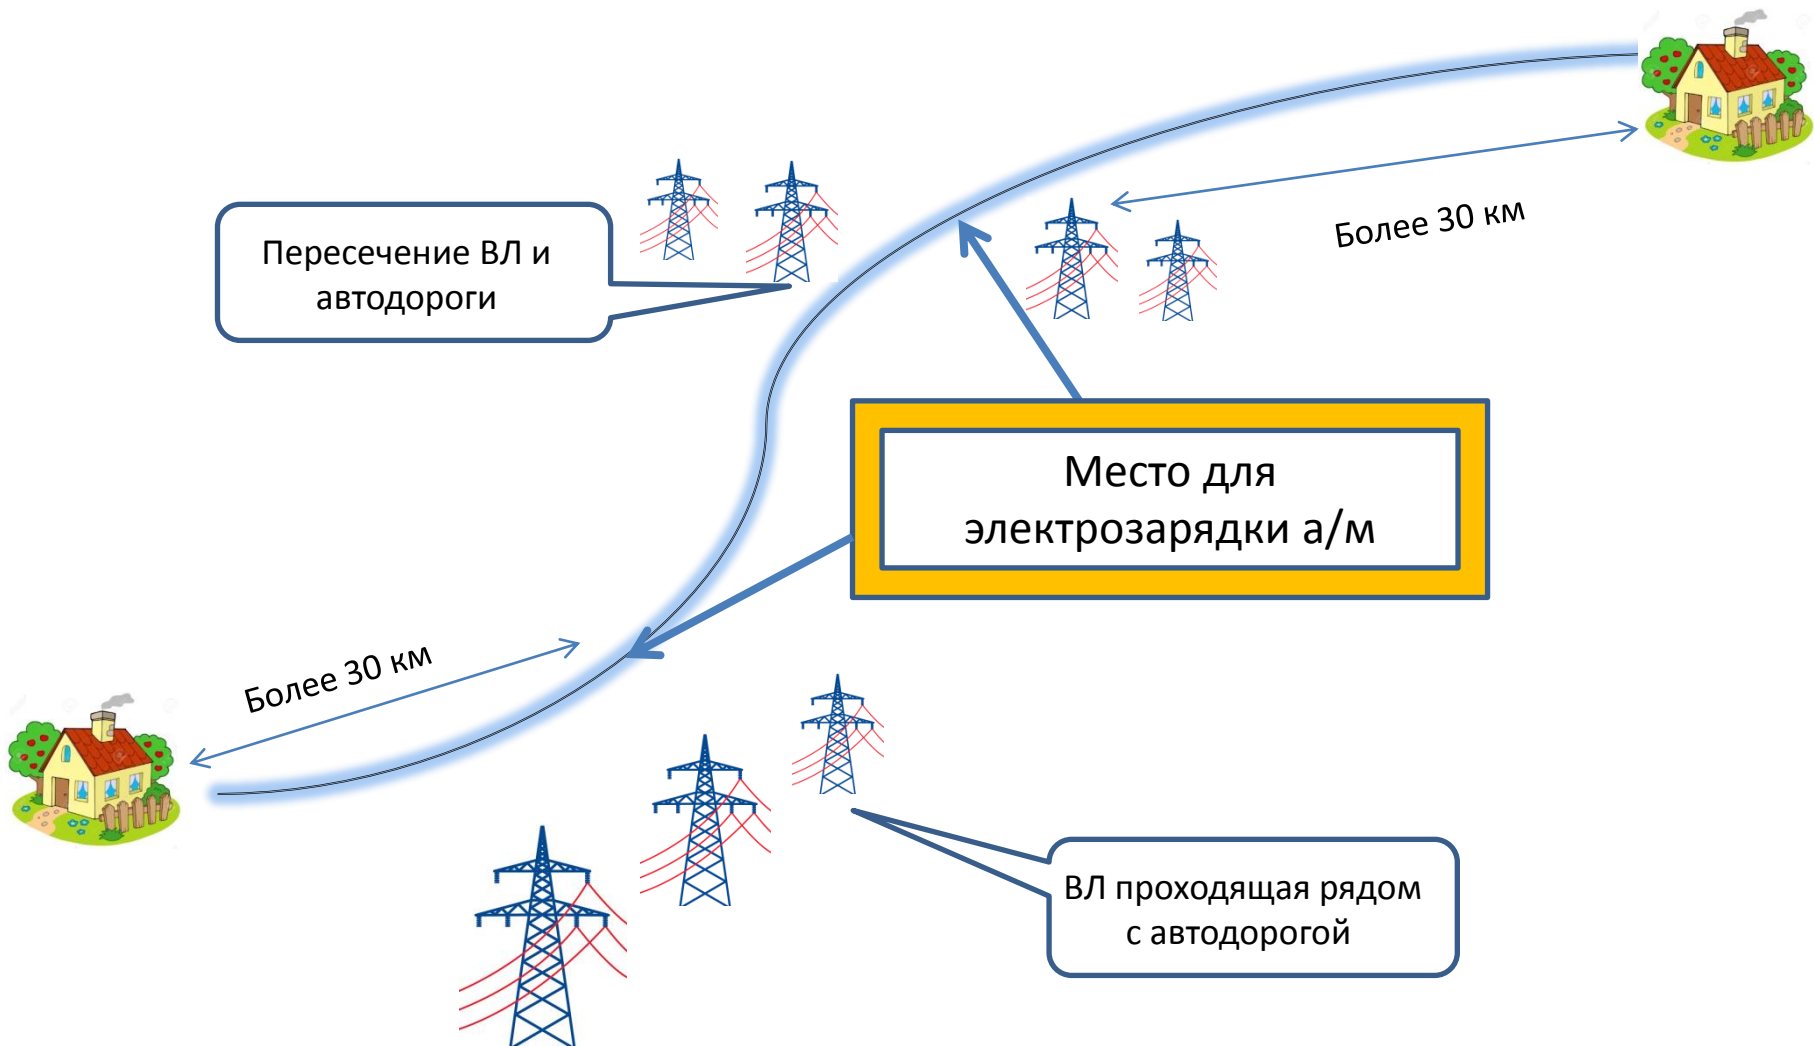 Пересечение ВЛ и
автодороги
Более 30 км
Место для
электрозарядки а/м
Более 30 км
ВЛ проходящая рядом
с автодорогой